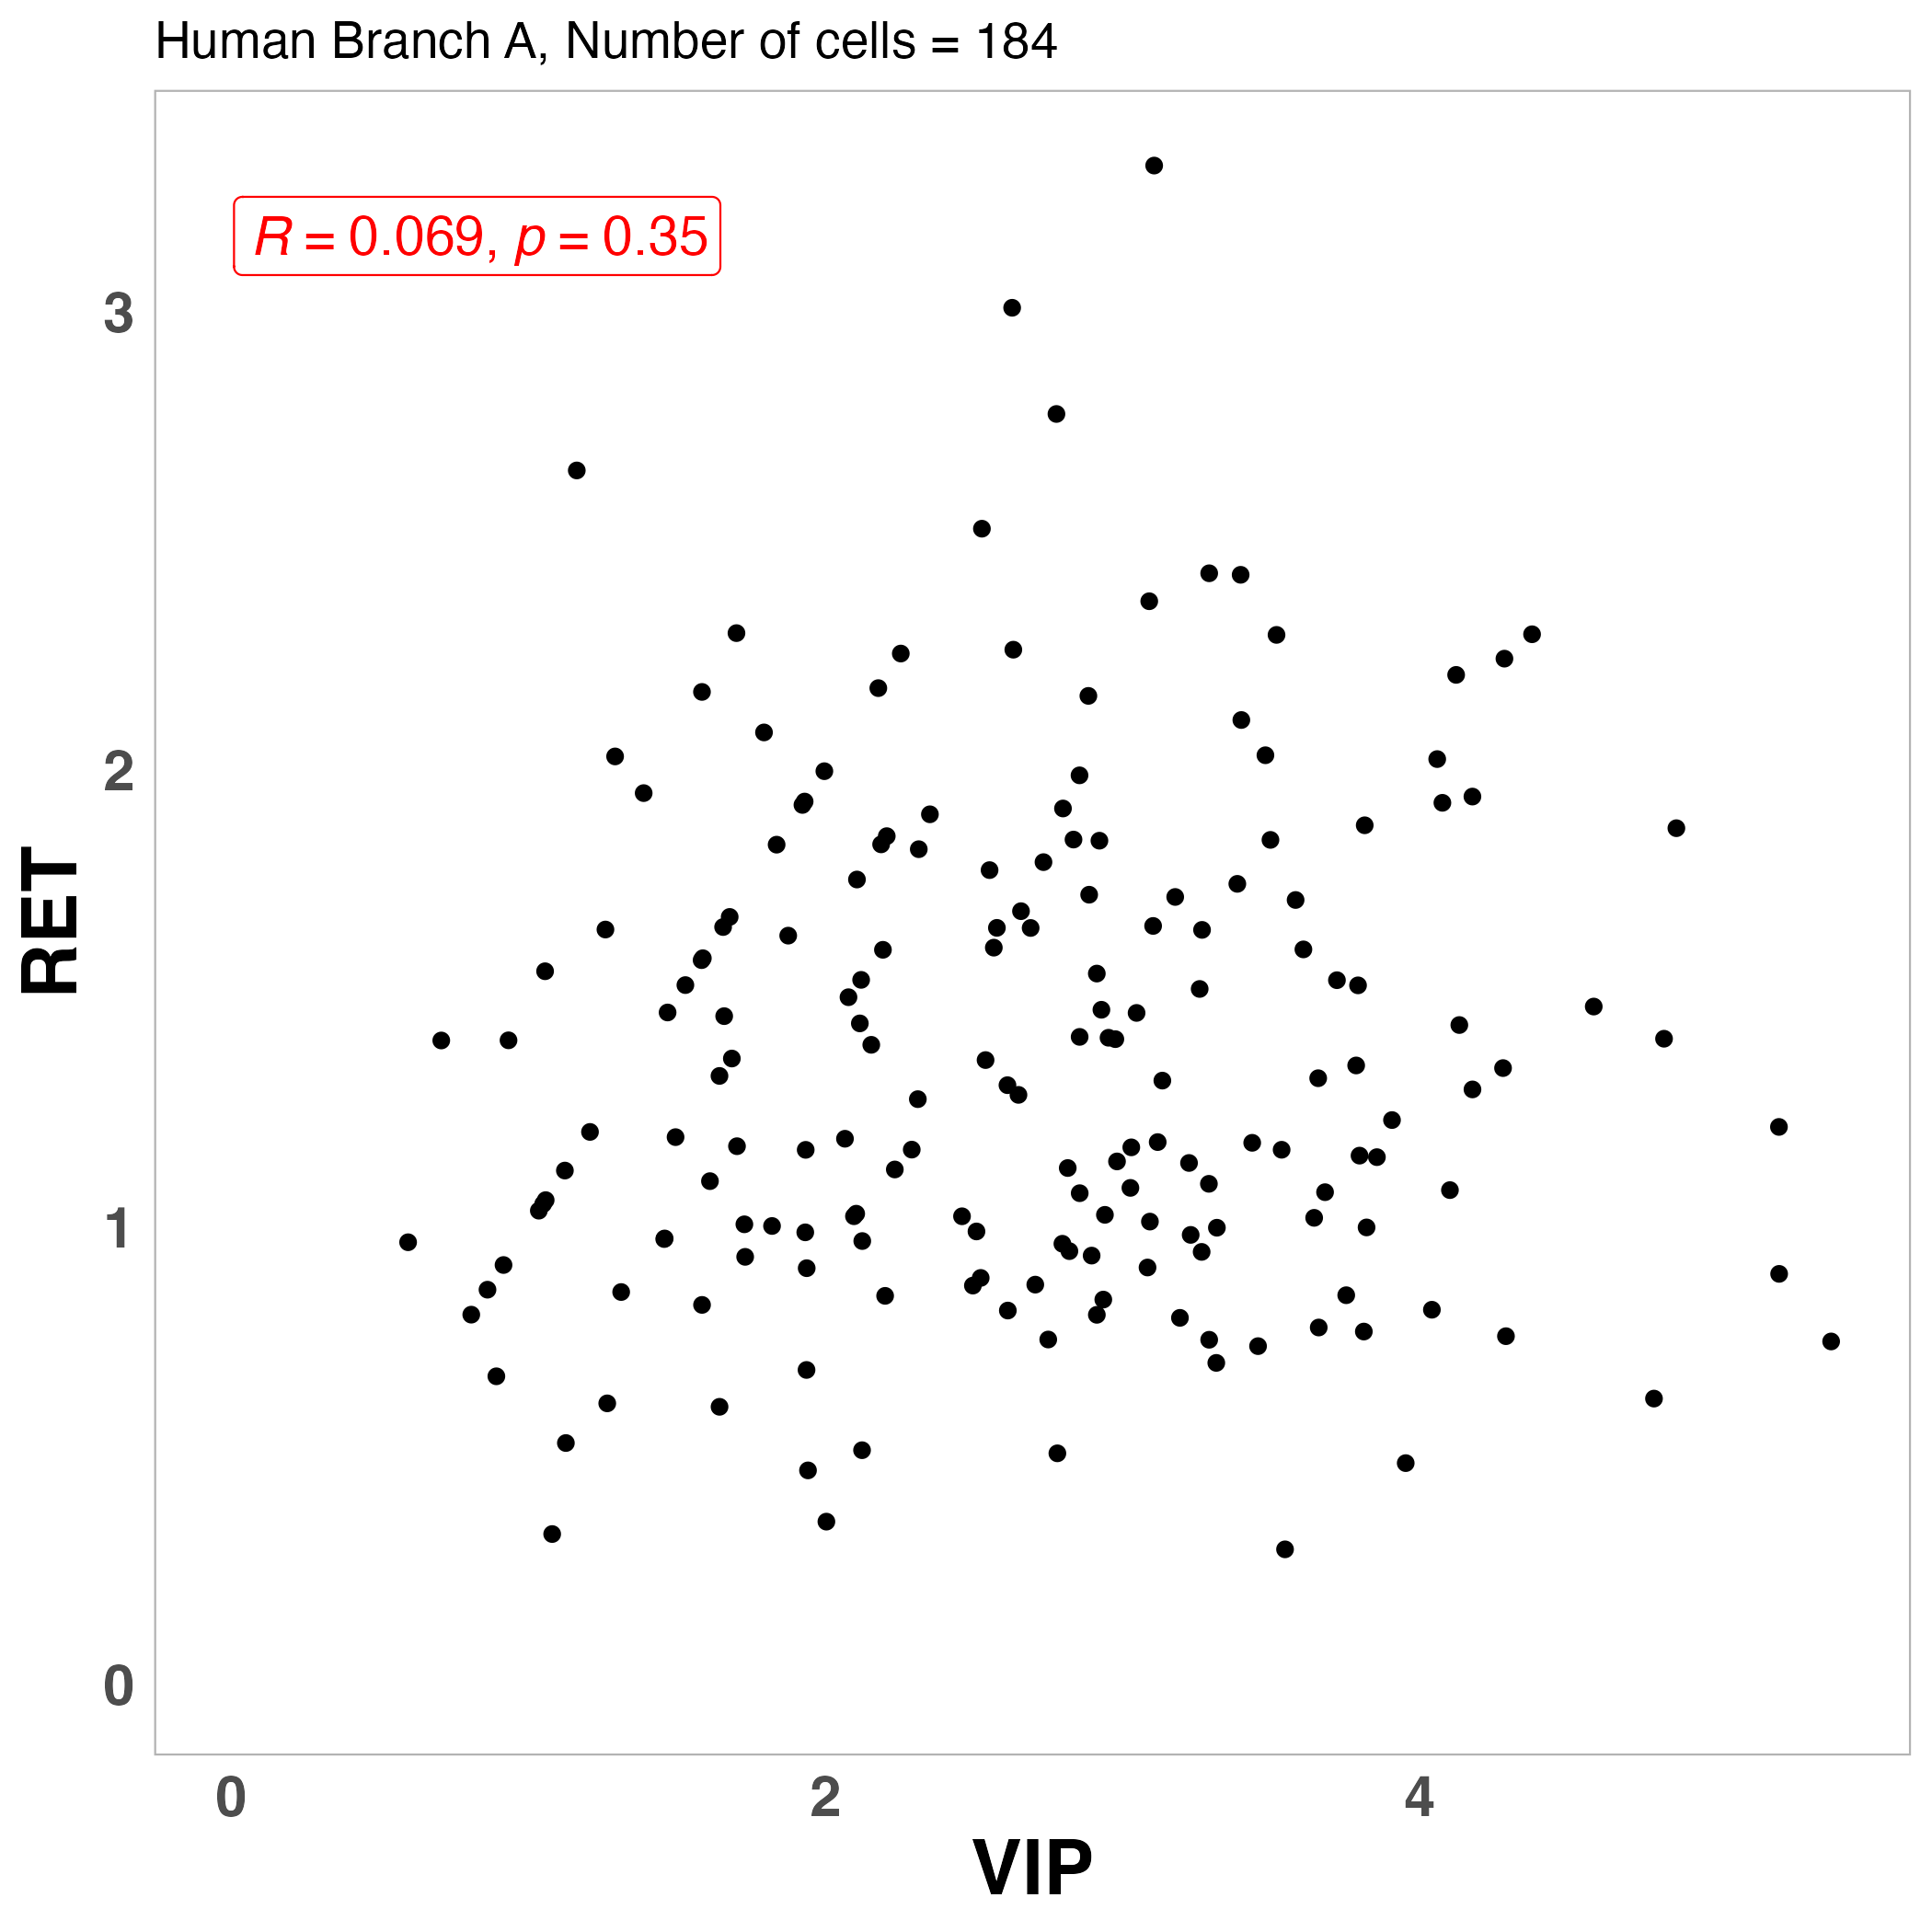 Human Branch A, Number of cells = 184
R = 0.069, p = 0.35
3
2
1
0
RET
0 2 4
VIP